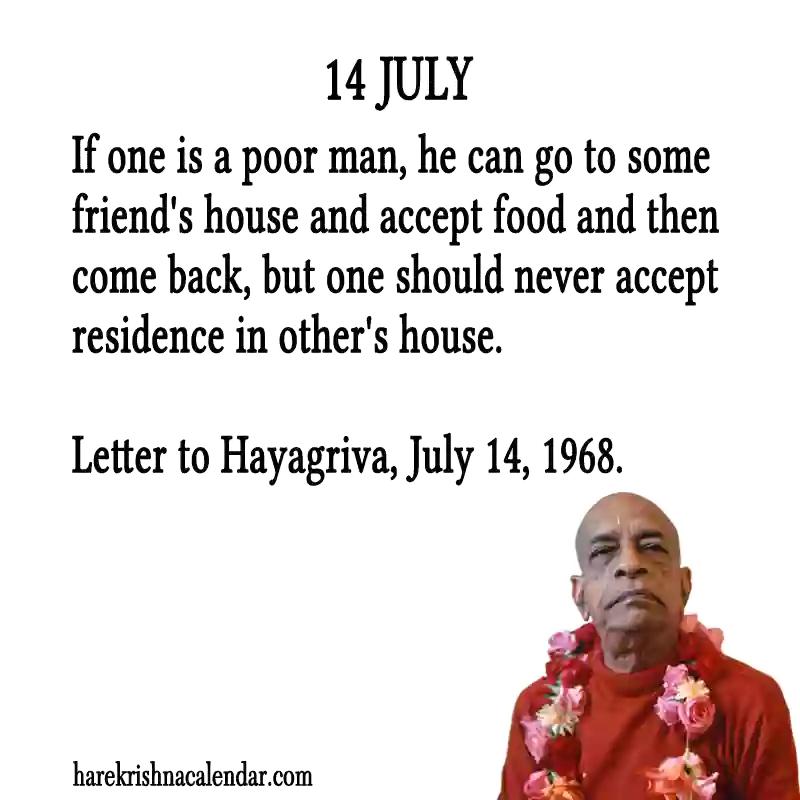 14 JULY
If one is a poor man, he can go to some
friend's house and accept food and then
come back, but one should never accept
residence in other's house.
Letter to Hayagriva, July 14, 1968.
harekrishnacalendar.com